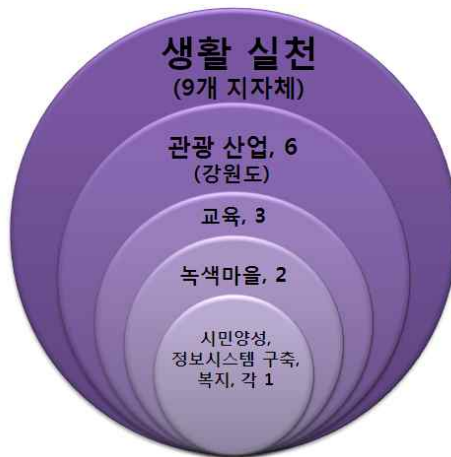 생활 실천
(9개 지자체)
관광 산업, 6
(강원도)
교육, 3
녹색마을, 2
시민양성,
정보시스템 구축,
복지, 각 1